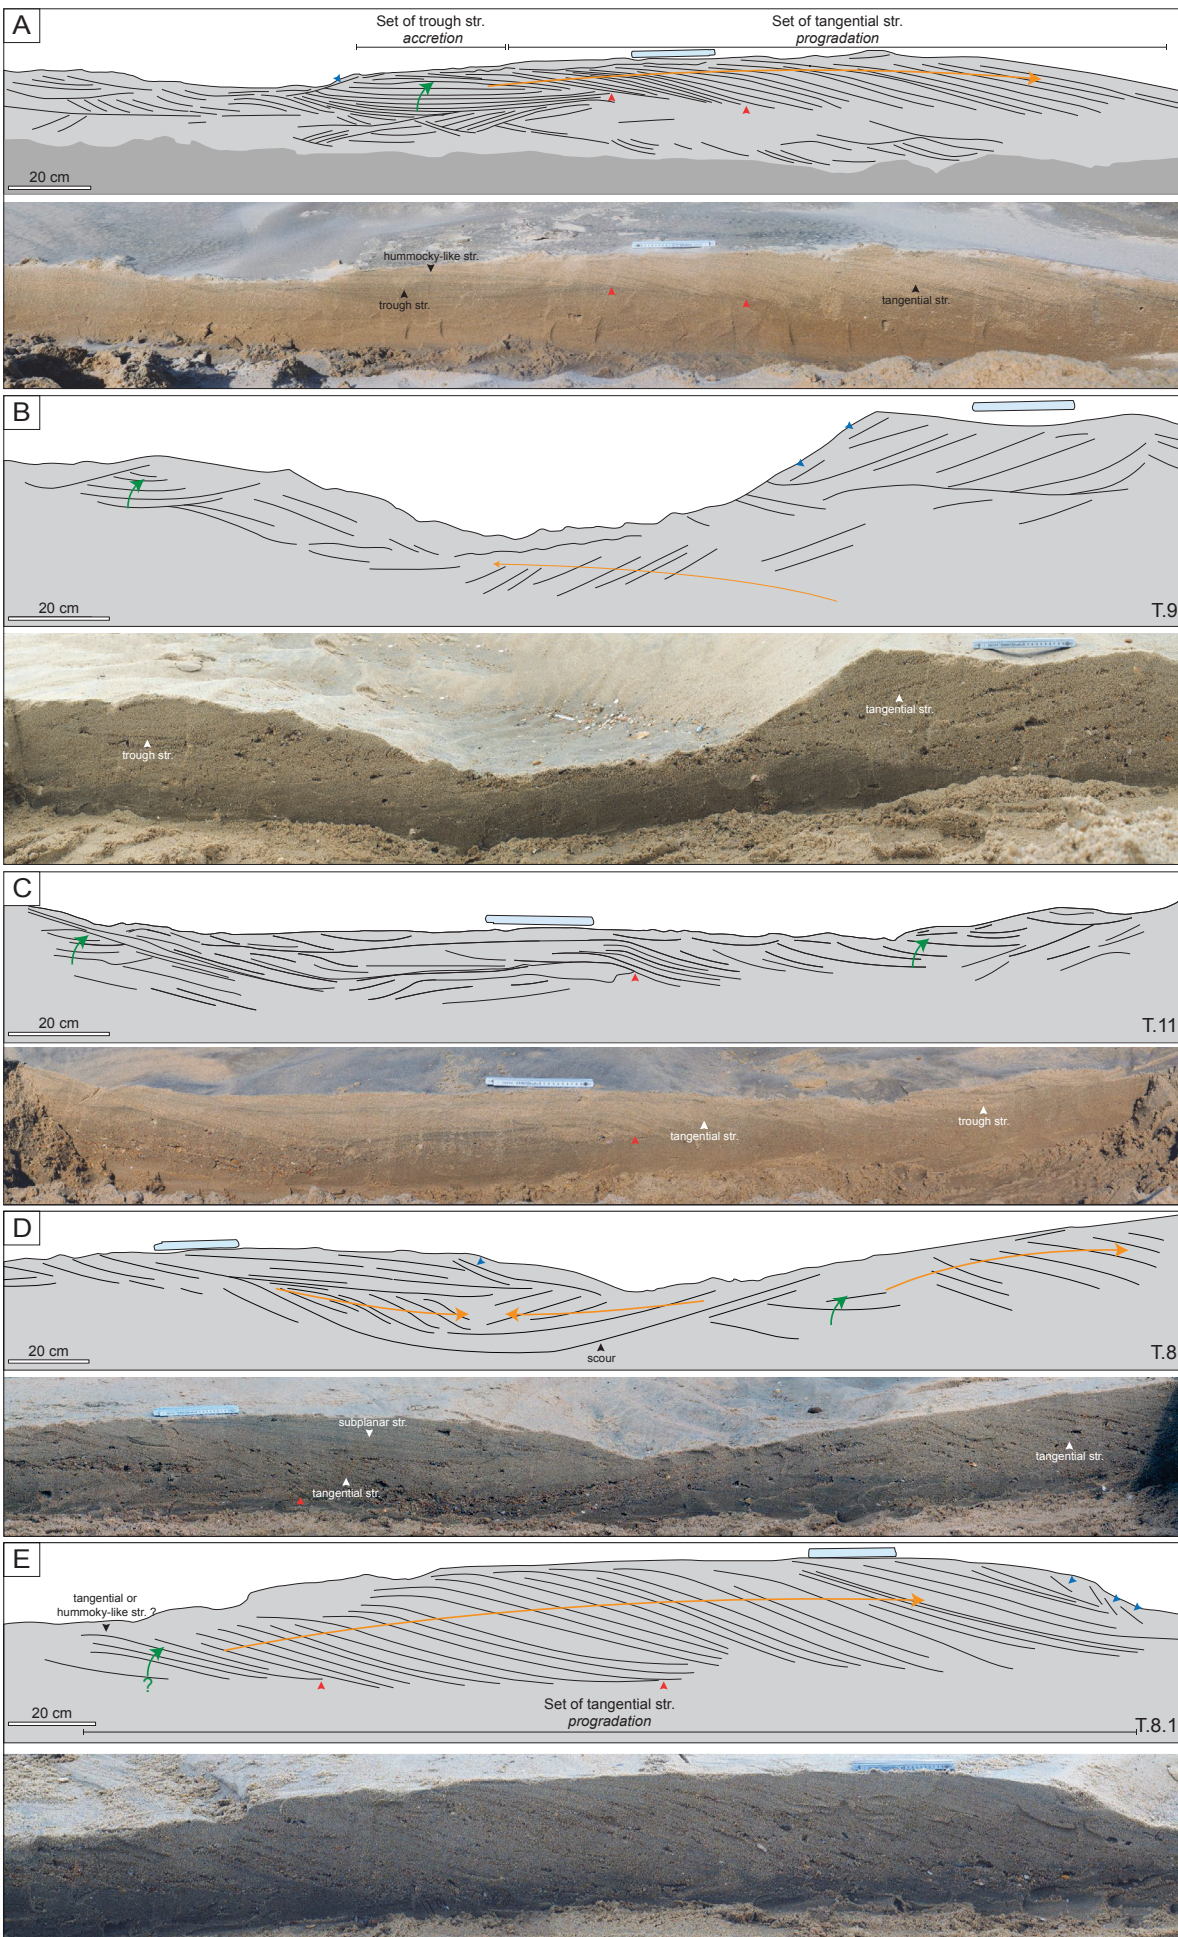 A
Set of trough str.
accretion
Set of tangential str.
progradation
20 cm
hummocky-like str.
trough str.
tangential str.
B
20 cm
T.9
tangential str.
trough str.
C
20 cm
T.11
trough str.
tangential str.
D
scour
20 cm
T.8
subplanar str.
tangential str.
tangential str.
E
tangential or
hummoky-like str. ?
?
Set of tangential str.
progradation
20 cm
T.8.1